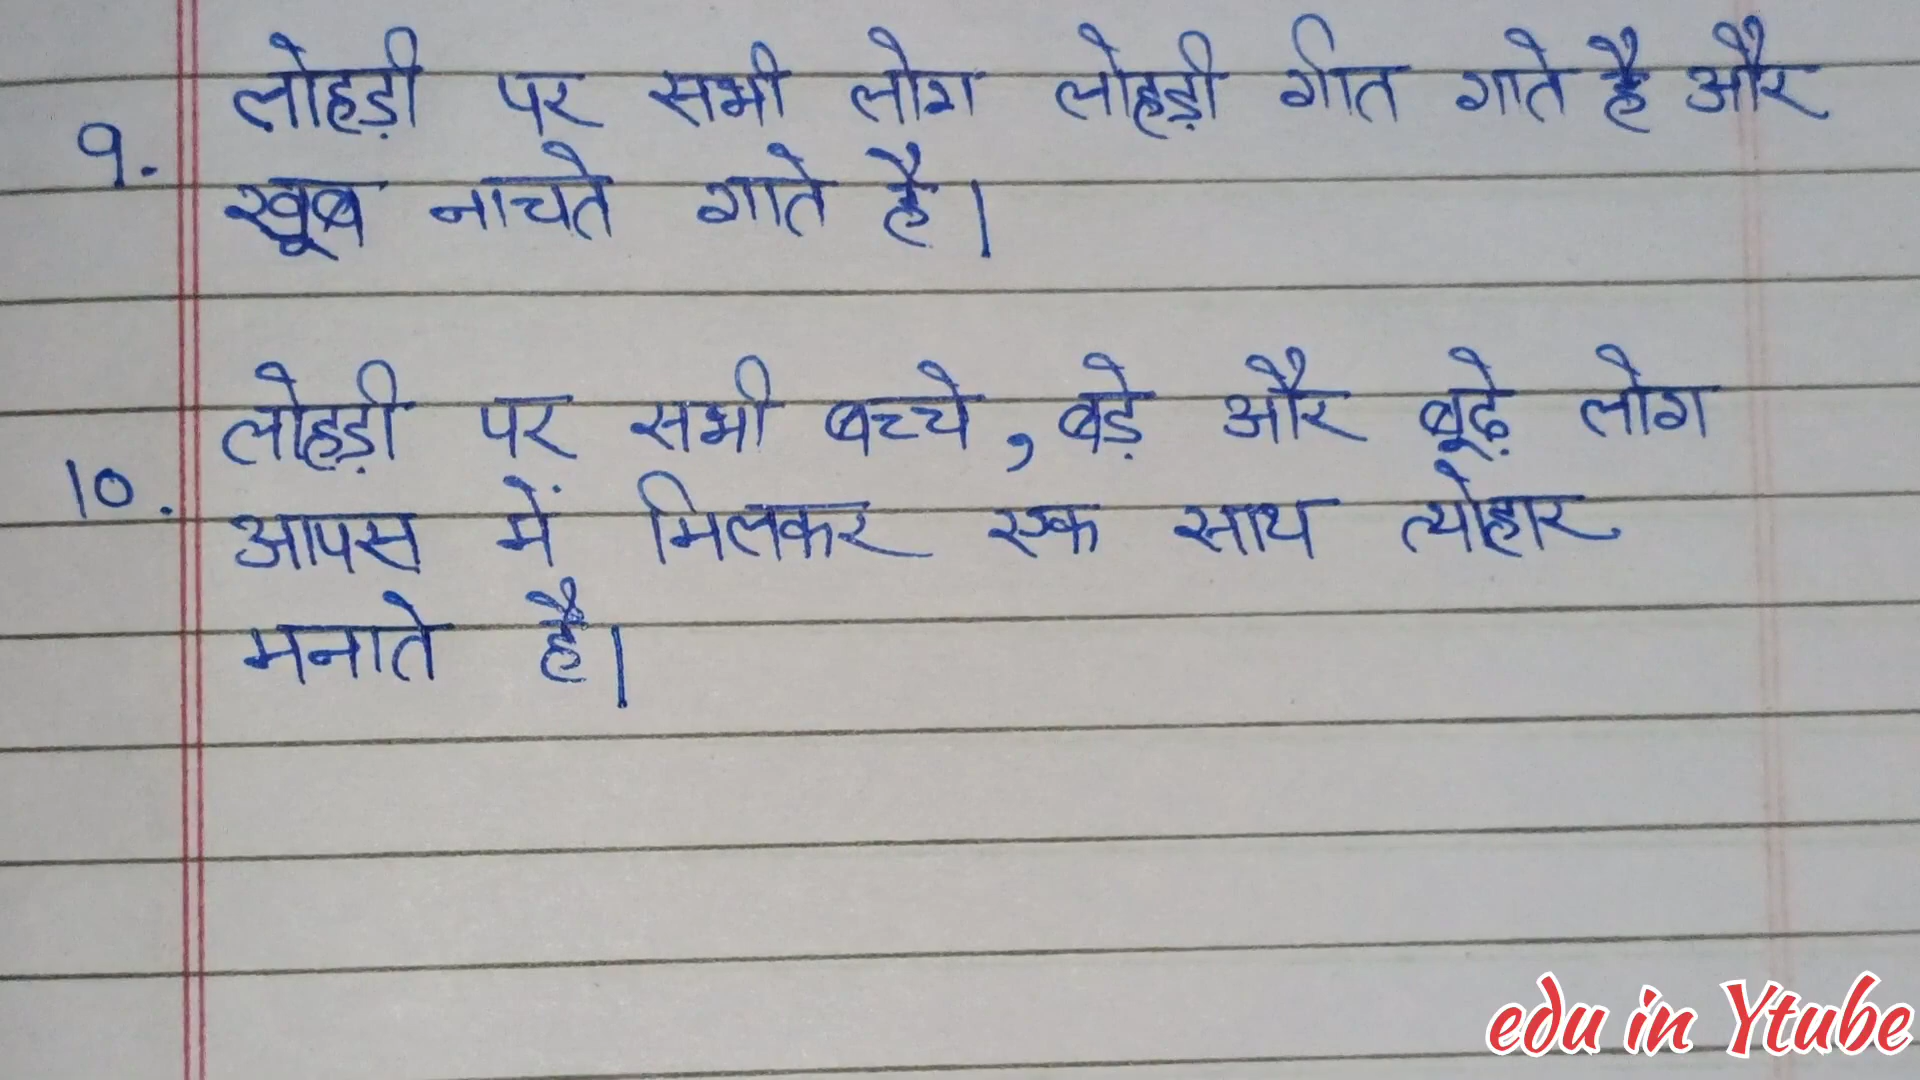 लोहड़ी पर सभी लोग लोहड़ी गीत गाते है और
9. खूब नाचते गाते है।
लोहड़ी पर सभी बच्चे, बड़े और बूढ़े लोग
10. आपस में मिलकर एक साथ त्योहार
मनाते है।
edu in Ytube